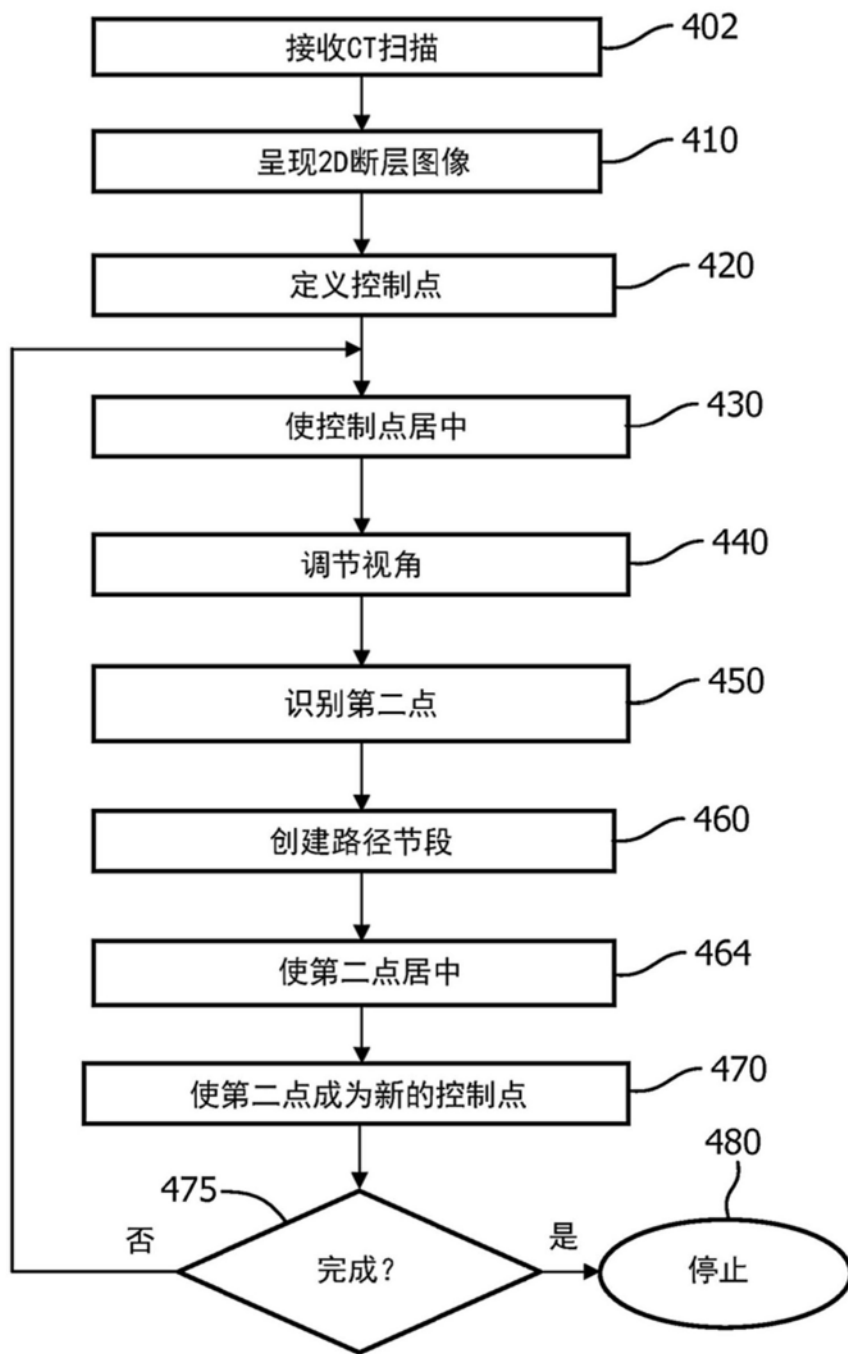 接收CT扫描
402
呈现2D断层图像
410
定义控制点
420
使控制点居中
430
调节视角
440
识别第二点
450
创建路径节段
460
使第二点居中
464
使第二点成为新的控制点
470
475
480
否
完成?
是
停止